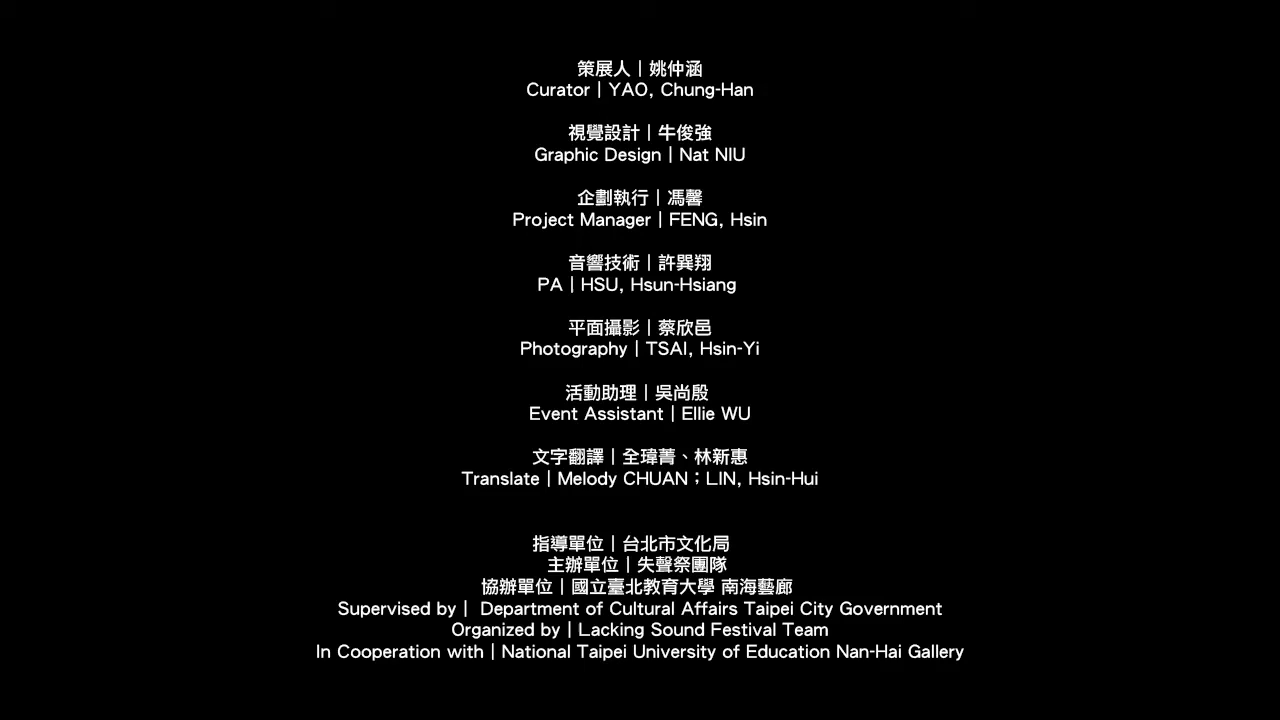 策展人｜姚仲涵
Curator｜YAO, Chung-Han
視覺設計｜牛俊強
Graphic Design｜Nat NIU
企劃執行｜馮馨
Project Manager｜FENG, Hsin
音響技術｜許巽翔
PA｜HSU, Hsun-Hsiang
平面攝影｜蔡欣邑
Photography｜TSAI, Hsin-Yi
活動助理｜吳尚殷
Event Assistant｜Ellie WU
文字翻譯｜全瑋菁、林新惠
Translate｜Melody CHUAN；LIN, Hsin-Hui
指導單位｜台北市文化局
主辦單位｜失聲祭團隊
協辦單位｜國立臺北教育大學 南海藝廊
Supervised by｜ Department of Cultural Affairs Taipei City Government
Organized by｜Lacking Sound Festival Team
In Cooperation with｜National Taipei University of Education Nan-Hai Gallery